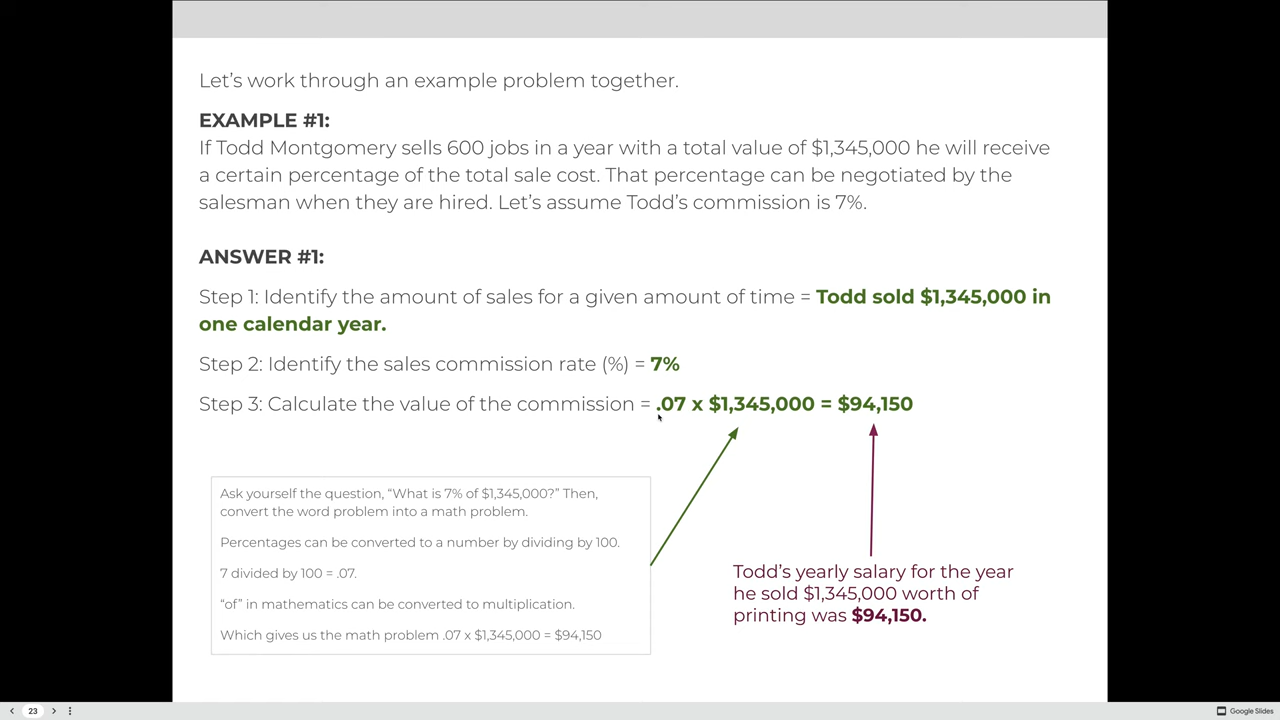 Let’s work through an example problem together.
EXAMPLE #1:
If Todd Montgomery sells 600 jobs in a year with a total value of $1,345,000 he will receive
a certain percentage of the total sale cost. That percentage can be negotiated by the
salesman when they are hired. Let’s assume Todd’s commission is 7%.
ANSWER #1:
Step 1: Identify the amount of sales for a given amount of time = Todd sold $1,345,000 in
one calendar year.
Step 2: Identify the sales commission rate (%) = 7%
Step 3: Calculate the value of the commission = .07 x $1,345,000 = $94,150
Ask yourself the question, “What is 7% of $1,345,000?” Then,
convert the word problem into a math problem.
Percentages can be converted to a number by dividing by 100.
7 divided by 100 = .07.
“of” in mathematics can be converted to multiplication.
Which gives us the math problem .07 x $1,345,000 = $94,150
Todd’s yearly salary for the year
he sold $1,345,000 worth of
printing was $94,150.
23
Google Slides